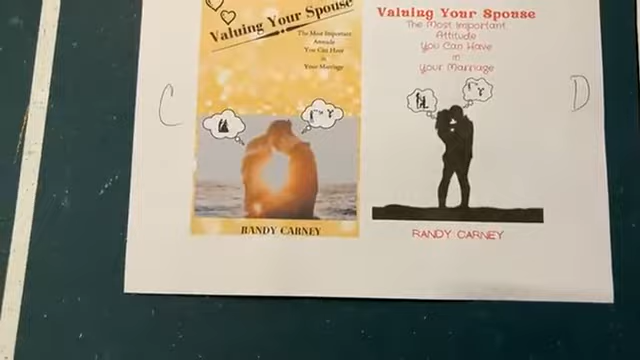 C
Valuing Your Spouse
The Most Important
Attitude
You Can Have
in
Your Marriage
RANDY CARNEY
Valuing Your Spouse
The Most Important
Attitude
You Can Have
in
Your Marriage
RANDY CARNEY
D